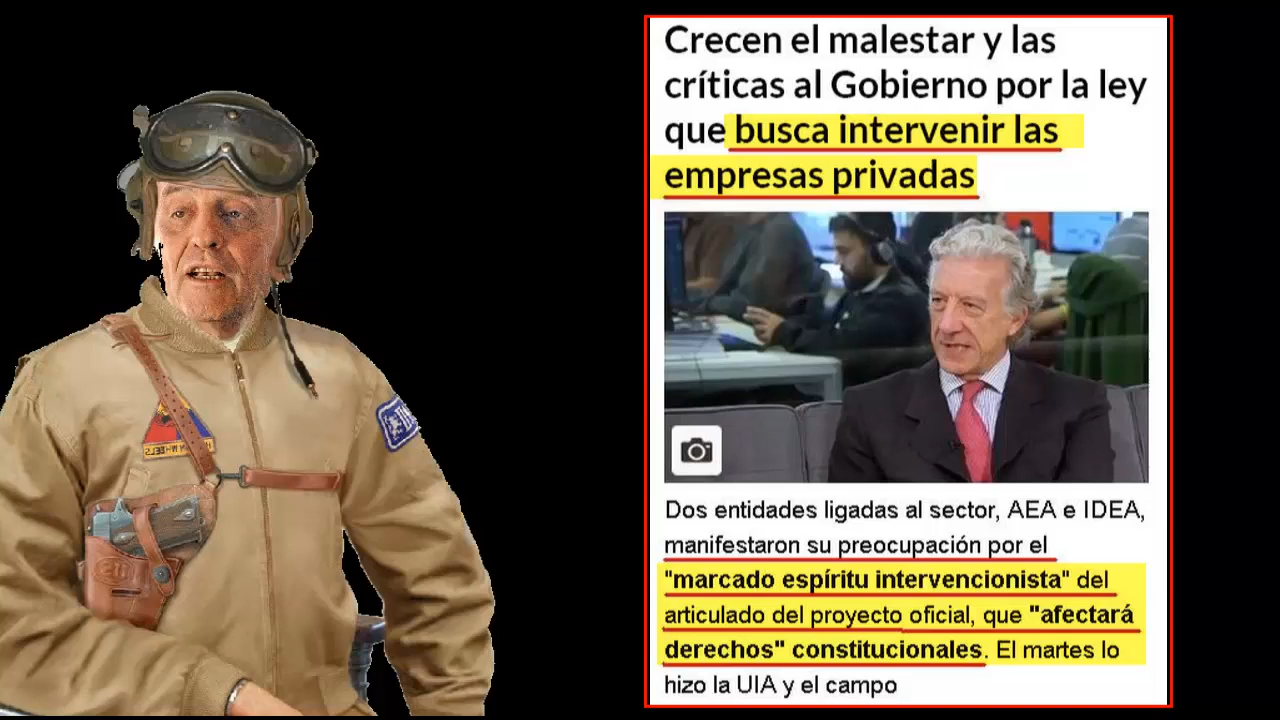 Crecen el malestar y las
críticas al Gobierno por la ley
que busca intervenir las
empresas privadas
Dos entidades ligadas al sector, AEA e IDEA,
manifestaron su preocupación por el
"marcado espíritu intervencionista" del
articulado del proyecto oficial, que "afectará
derechos" constitucionales. El martes lo
hizo la UIA y el campo